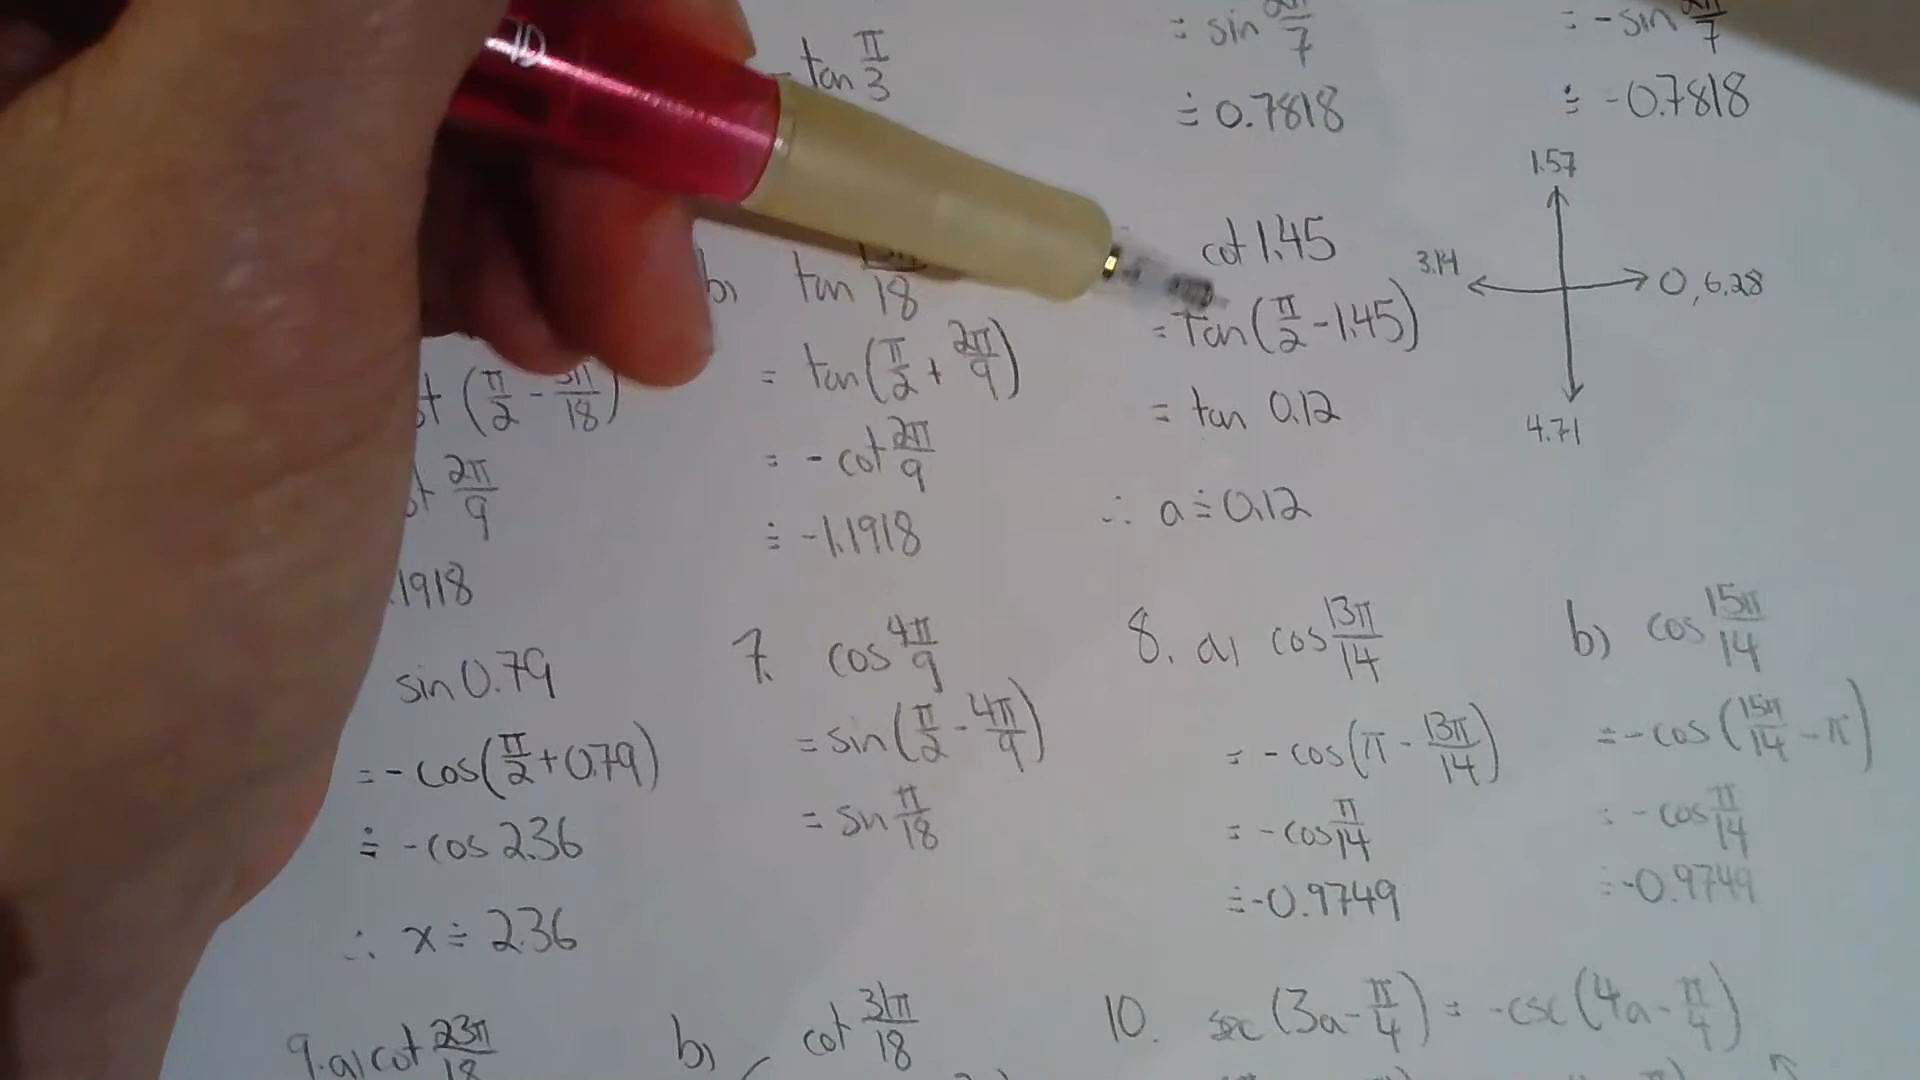 tan π/3
= sin 2π/7
= -sin 2π/7
≐ 0.7818
≐ -0.7818
cot 1.45
= tan(π/2 - 1.45)
= tan 0.12
∴ a ≐ 0.12
1.57
3.14
0, 6.28
4.71
(π/2 - 5π/18)
2π/9
.1918
b) tan 18
= tan(π/2 + 2π/9)
= -cot 2π/9
≐ -1.1918
sin 0.79
= -cos(π/2 + 0.79)
≐ -cos 2.36
∴ x ≐ 2.36
7. cos 4π/9
= sin(π/2 - 4π/9)
= sin π/18
8. a) cos 13π/14
= -cos(π - 13π/14)
= -cos π/14
≐ -0.9749
b) cos 15π/14
= -cos(15π/14 - π)
= -cos π/14
≐ -0.9749
9. a) cot 23π/18
b) cot 31π/18
10. sec(3a - π/4) = -csc(4a - π/4)